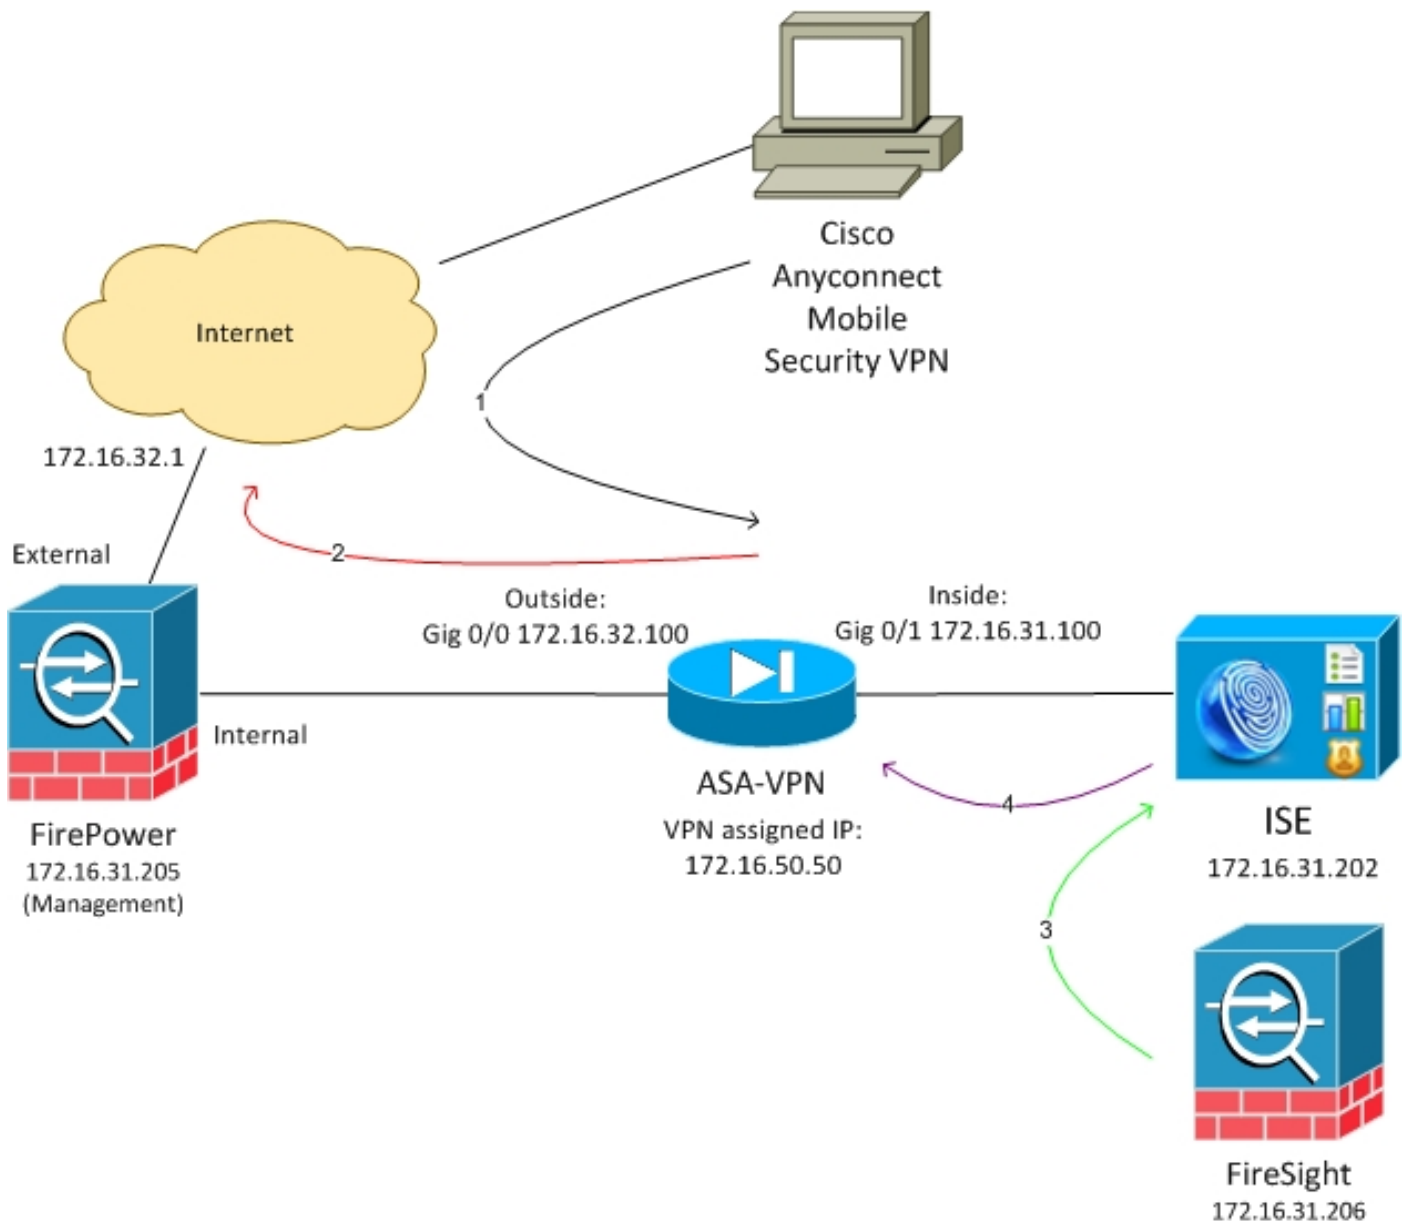 Cisco
Anyconnect
Mobile
Security VPN
Internet
1
172.16.32.1
2
External
Outside:
Gig 0/0 172.16.32.100
Inside:
Gig 0/1 172.16.31.100
Internal
ASA-VPN
VPN assigned IP:
172.16.50.50
4
FirePower
172.16.31.205
(Management)
ISE
172.16.31.202
3
FireSight
172.16.31.206